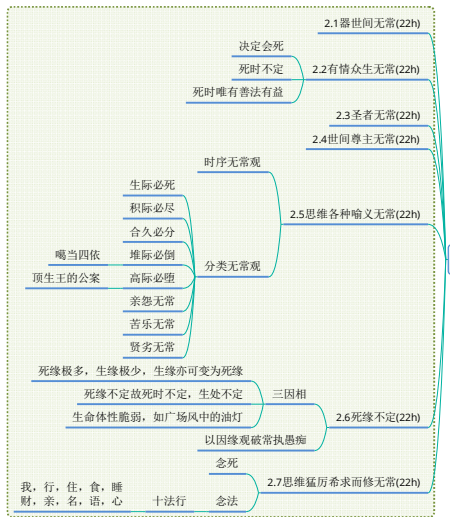 2.1器世间无常(22h)
决定会死
死时不定
2.2有情众生无常(22h)
死时唯有善法有益
2.3圣者无常(22h)
2.4世间尊主无常(22h)
时序无常观
生际必死
积际必尽
合久必分
2.5思维各种喻义无常(22h)
噶当四依
堆际必倒
分类无常观
顶生王的公案
高际必堕
亲怨无常
苦乐无常
贤劣无常
死缘极多，生缘极少，生缘亦可变为死缘
死缘不定故死时不定，生处不定
三因相
生命体性脆弱，如广场风中的油灯
2.6死缘不定(22h)
以因缘观破常执愚痴
念死
2.7思维猛厉希求而修无常(22h)
我，行，住，食，睡
财，亲，名，语，心
十法行
念法